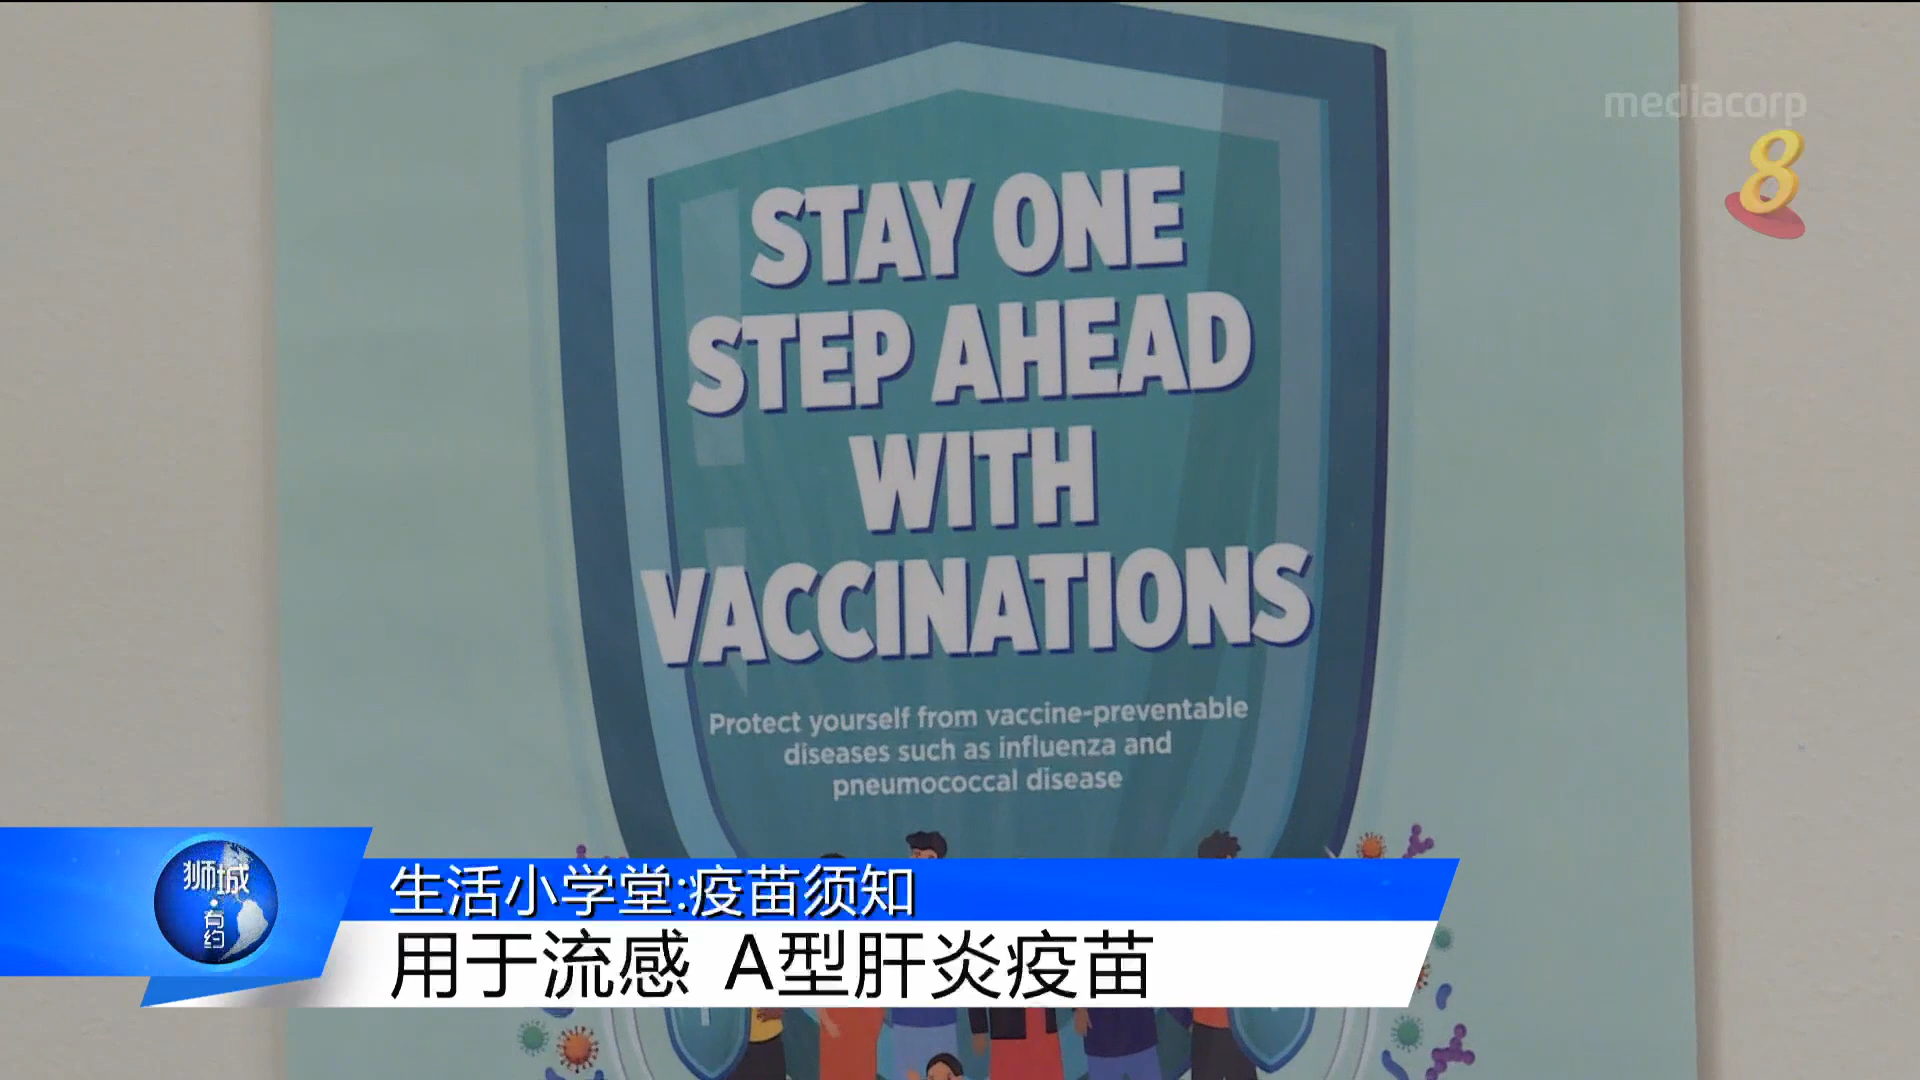 mediacorp
8
STAY ONE
STEP AHEAD
WITH
VACCINATIONS
Protect yourself from vaccine-preventable
diseases such as influenza and
pneumococcal disease
狮城
有
约
生活小学堂:疫苗须知
用于流感 A型肝炎疫苗